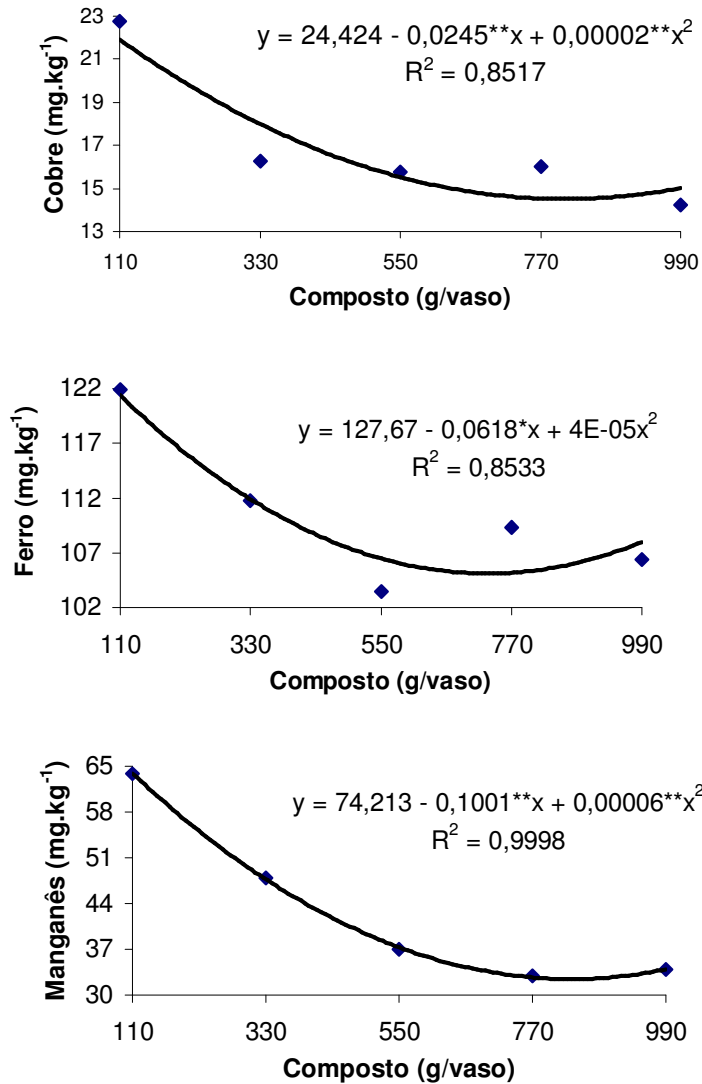 23
21
19
17
15
13
Cobre (mg.kg⁻¹)
y = 24,424 - 0,0245**x + 0,00002**x²
R² = 0,8517
110 330 550 770 990
Composto (g/vaso)
122
117
112
107
102
Ferro (mg.kg⁻¹)
y = 127,67 - 0,0618*x + 4E-05x²
R² = 0,8533
110 330 550 770 990
Composto (g/vaso)
65
58
51
44
37
30
Manganês (mg.kg⁻¹)
y = 74,213 - 0,1001**x + 0,00006**x²
R² = 0,9998
110 330 550 770 990
Composto (g/vaso)